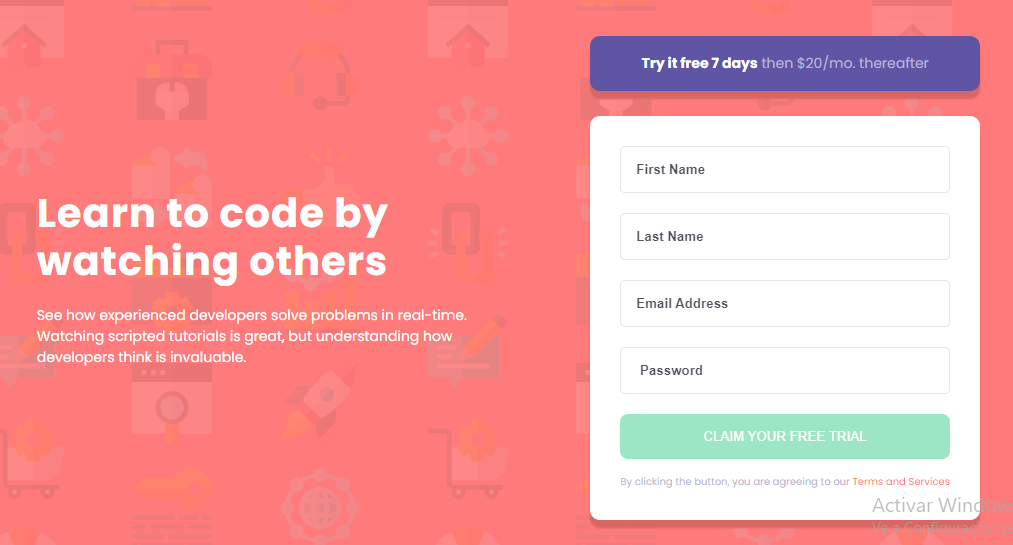 Try it free 7 days then $20/mo. thereafter
Learn to code by
watching others
See how experienced developers solve problems in real-time.
Watching scripted tutorials is great, but understanding how
developers think is invaluable.
First Name
Last Name
Email Address
Password
CLAIM YOUR FREE TRIAL
By clicking the button, you are agreeing to our Terms and Services
Activar Window
Ve a Configurac